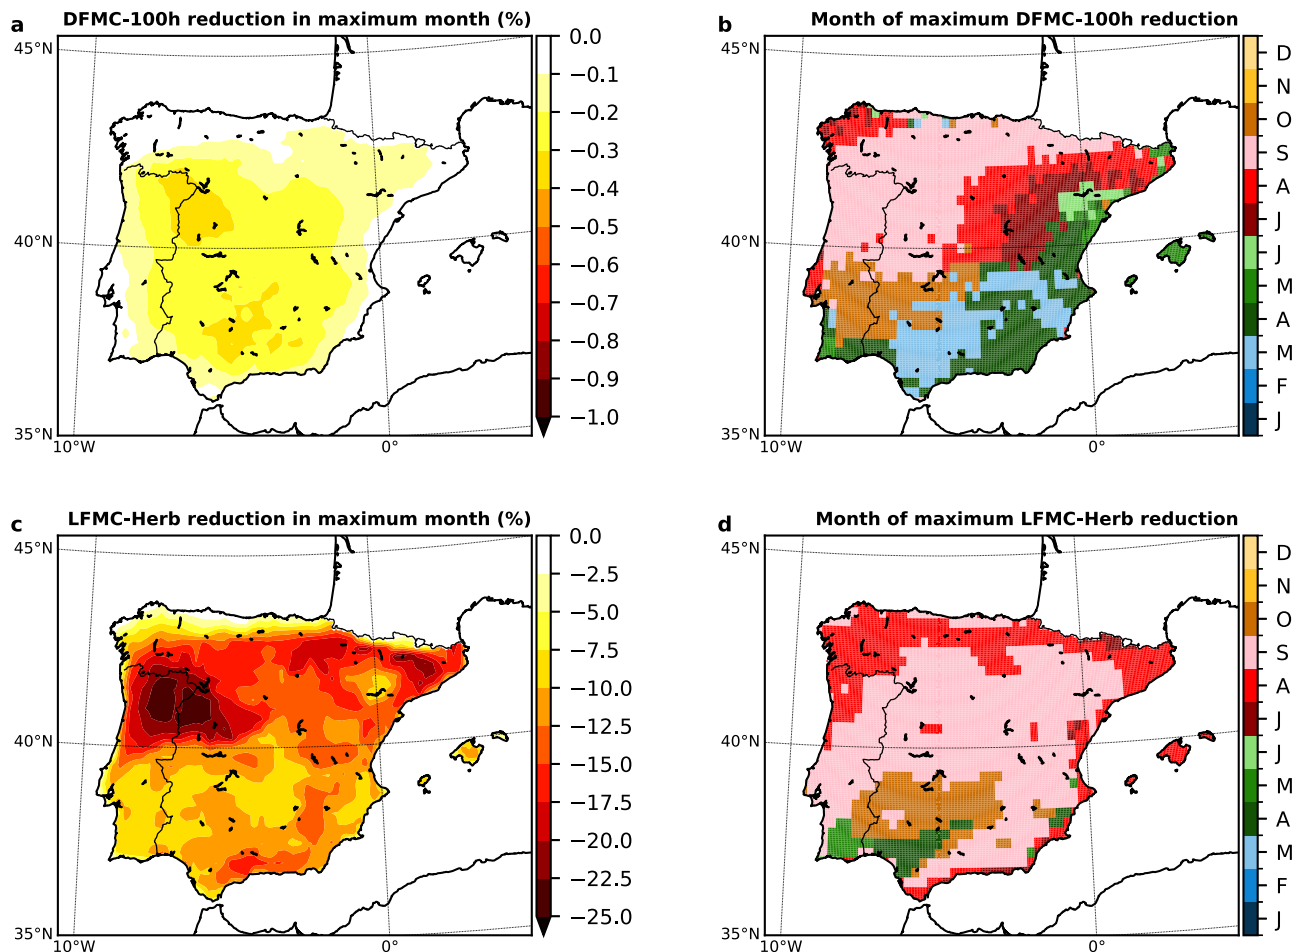 a DFMC-100h reduction in maximum month (%)
45°N
40°N
35°N
10°W
0°
0.0
−0.1
−0.2
−0.3
−0.4
−0.5
−0.6
−0.7
−0.8
−0.9
−1.0
b Month of maximum DFMC-100h reduction
45°N
40°N
35°N
10°W
0°
D
N
O
S
A
J
J
M
A
M
F
J
c LFMC-Herb reduction in maximum month (%)
45°N
40°N
35°N
10°W
0°
0.0
−2.5
−5.0
−7.5
−10.0
−12.5
−15.0
−17.5
−20.0
−22.5
−25.0
d Month of maximum LFMC-Herb reduction
45°N
40°N
35°N
10°W
0°
D
N
O
S
A
J
J
M
A
M
F
J